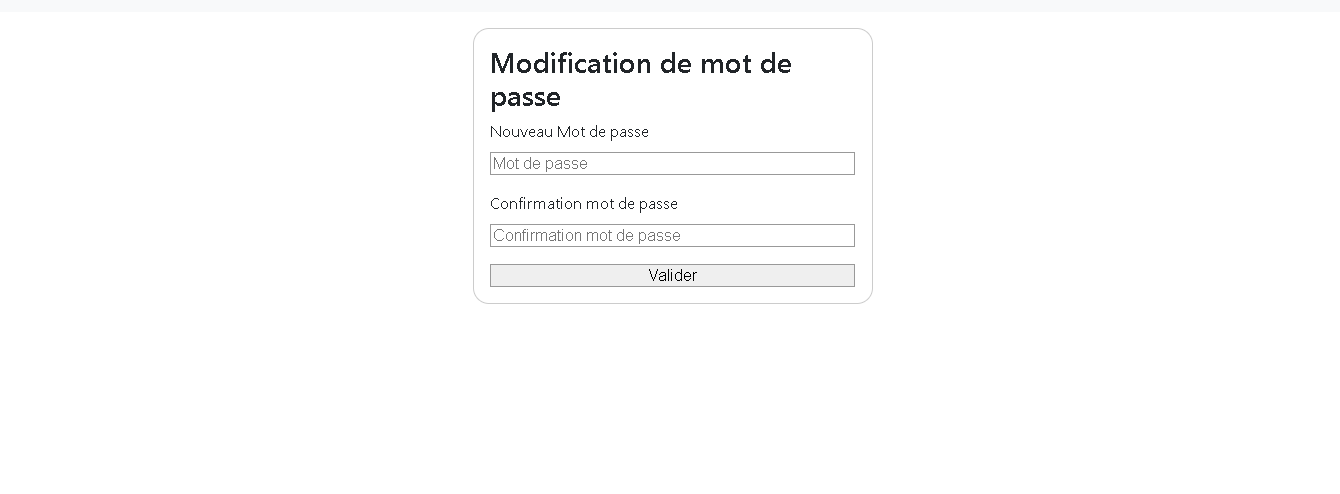 Modification de mot de
passe
Nouveau Mot de passe
Mot de passe
Confirmation mot de passe
Confirmation mot de passe
Valider